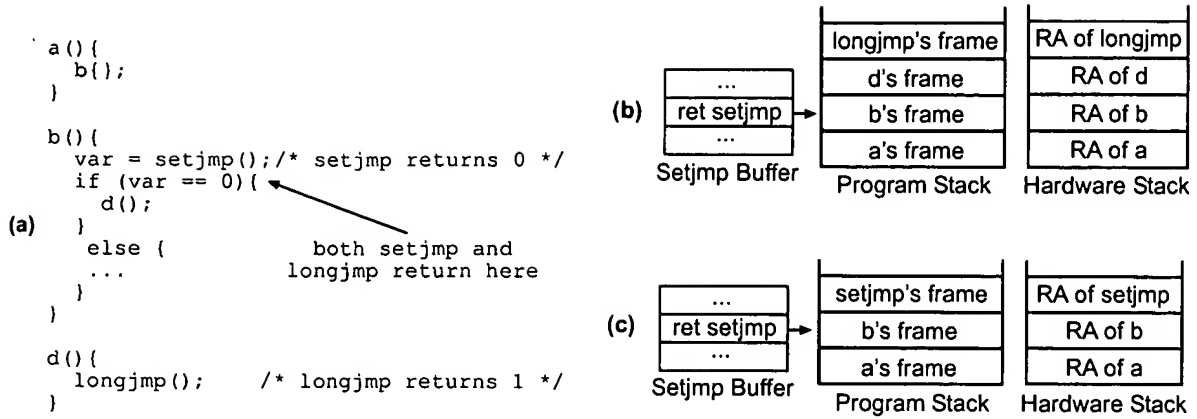 a(){
b{};
}
b(){
var = setjmp();/* setjmp returns 0 */
if (var == 0){
d();
}
else {
...
}
}
both setjmp and
longjmp return here
d(){
longjmp(); /* longjmp returns 1 */
}
(a)
(b)
...
ret setjmp
...
Setjmp Buffer
longjmp's frame
d's frame
b's frame
a's frame
Program Stack
RA of longjmp
RA of d
RA of b
RA of a
Hardware Stack
(c)
...
ret setjmp
...
Setjmp Buffer
setjmp's frame
b's frame
a's frame
Program Stack
RA of setjmp
RA of b
RA of a
Hardware Stack